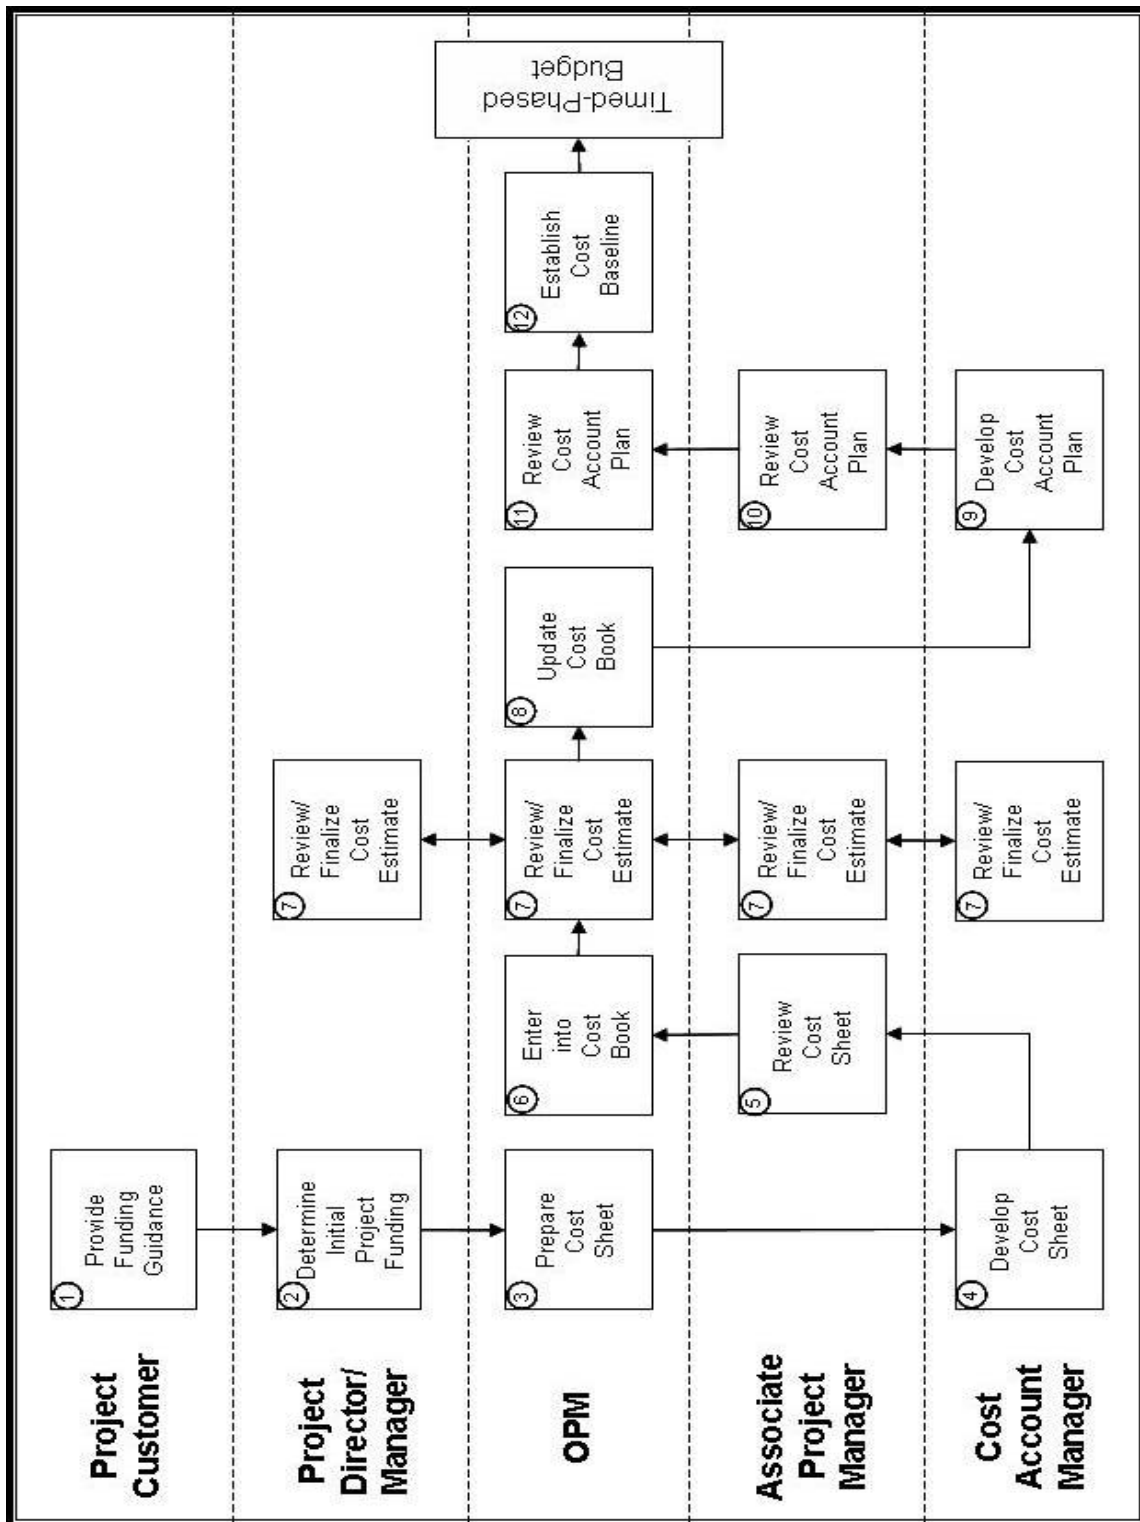 Project
Customer
1
Provide
Funding
Guidance
Project
Director/
Manager
2
Determine
Initial
Project
Funding
7
Review/
Finalize
Cost
Estimate
OPM
3
Prepare
Cost
Sheet
6
Enter
into
Cost
Book
7
Review/
Finalize
Cost
Estimate
8
Update
Cost
Book
11
Review
Cost
Account
Plan
12
Establish
Cost
Baseline
Timed-Phased
Budget
Associate
Project
Manager
5
Review
Cost
Sheet
7
Review/
Finalize
Cost
Estimate
10
Review
Cost
Account
Plan
Cost
Account
Manager
4
Develop
Cost
Sheet
7
Review/
Finalize
Cost
Estimate
9
Develop
Cost
Account
Plan